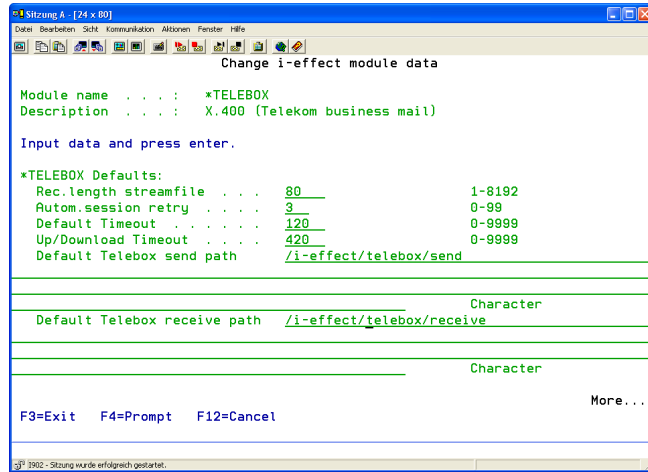 Sitzung A - [24 x 80]
Datei Bearbeiten Sicht Kommunikation Aktionen Fenster Hilfe
Change i-effect module data
Module name . . . : *TELEBOX
Description . . . : X.400 (Telekom business mail)
Input data and press enter.
*TELEBOX Defaults:
Rec.length streamfile . . . 80 1-8192
Autom.session retry . . . . 3 0-99
Default Timeout . . . . . . 120 0-9999
Up/Download Timeout . . . . 420 0-9999
Default Telebox send path /i-effect/telebox/send
Character
Default Telebox receive path /i-effect/telebox/receive
Character
More...
F3=Exit F4=Prompt F12=Cancel
I902 - Sitzung wurde erfolgreich gestartet.